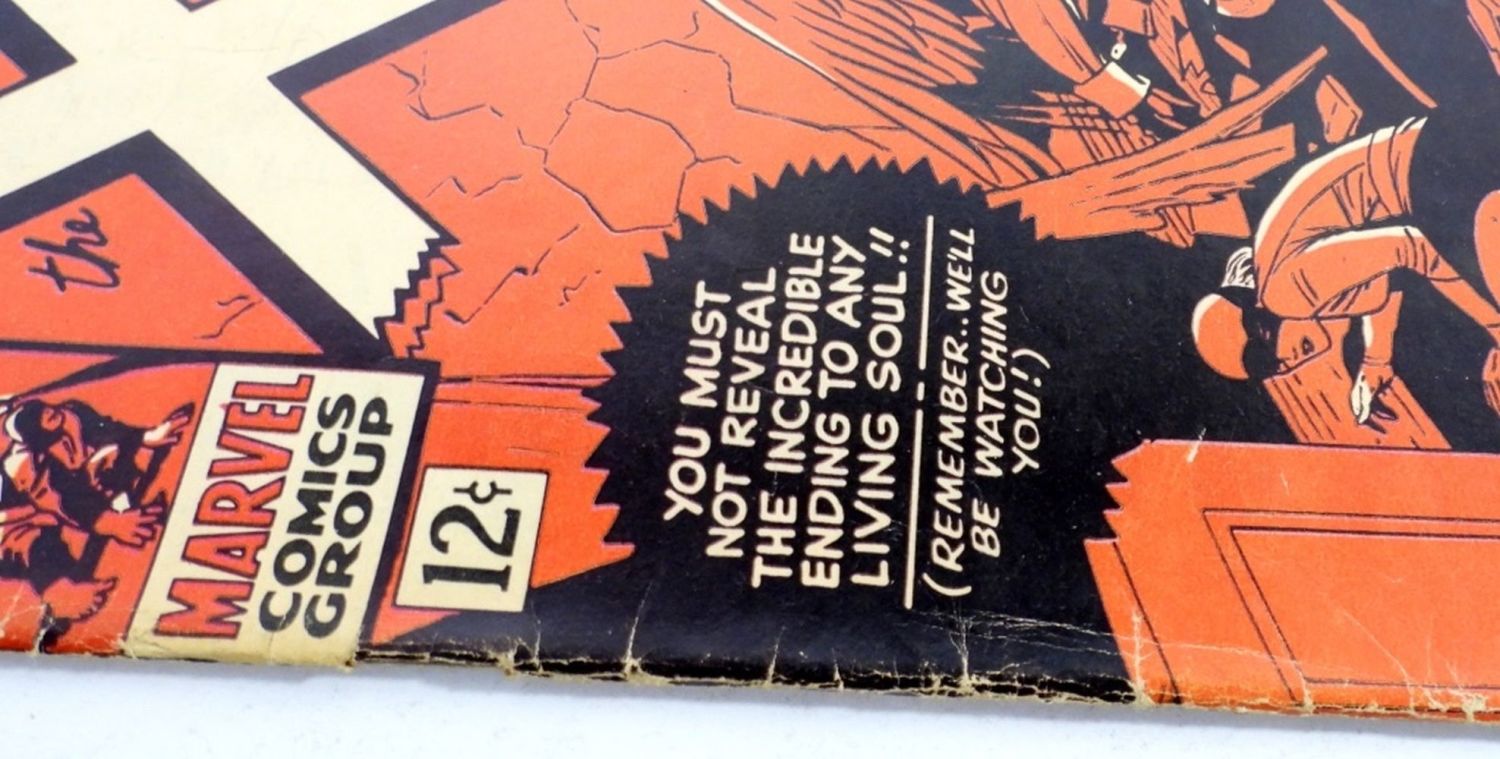 the
MARVEL
COMICS
GROUP
12¢
YOU MUST
NOT REVEAL
THE INCREDIBLE
ENDING TO ANY
LIVING SOUL!!
(REMEMBER..WE'LL
BE WATCHING
YOU!)